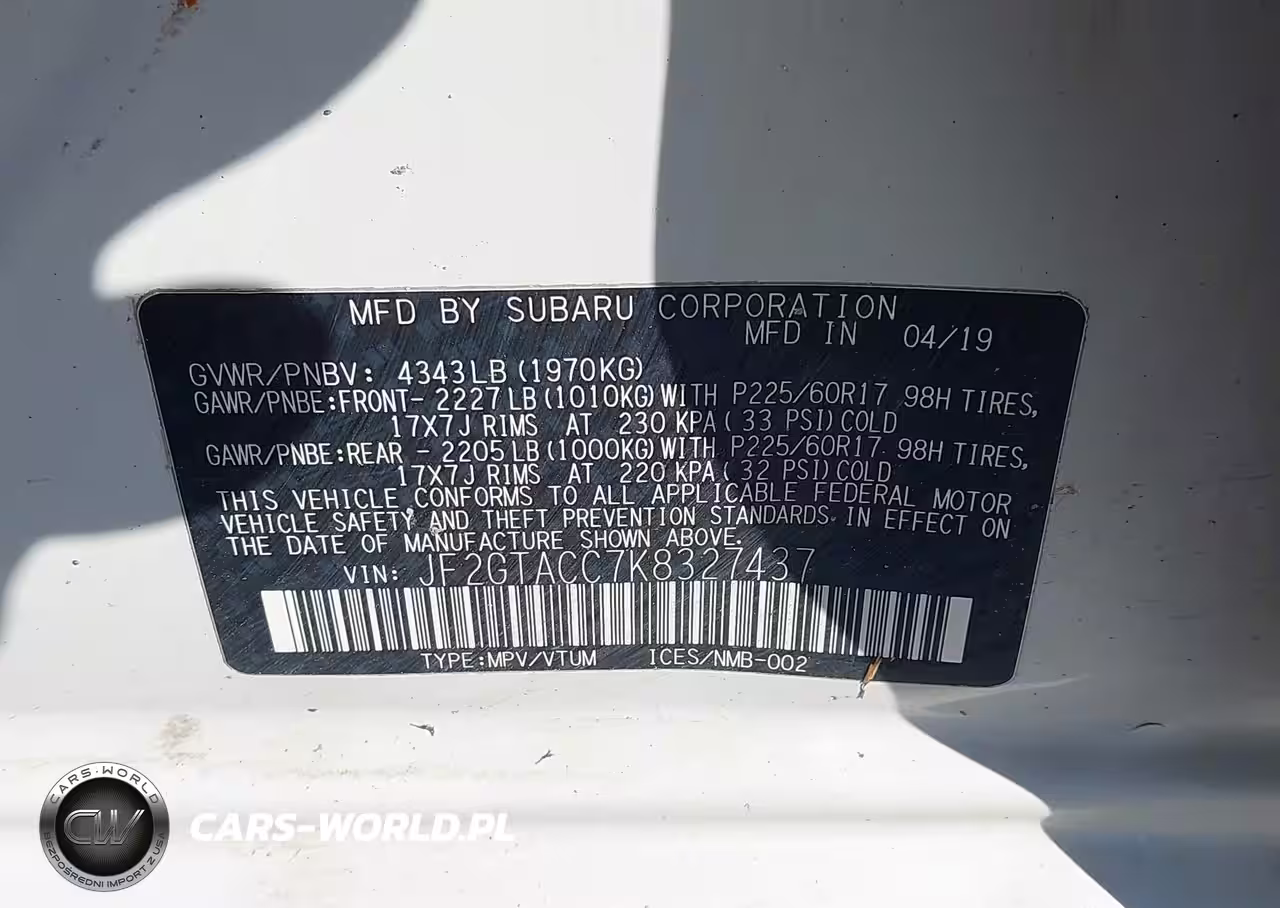 MFD BY SUBARU CORPORATION
MFD IN 04/19
GVWR/PNBV: 4343LB (1970KG)
GAWR/PNBE:FRONT- 2227LB (1010KG) WITH P225/60R17 98H TIRES,
17X7J RIMS AT 230 KPA ( 33 PSI) COLD
GAWR/PNBE:REAR - 2205LB (1000KG) WITH P225/60R17 98H TIRES,
17X7J RIMS AT 220 KPA ( 32 PSI) COLD
THIS VEHICLE CONFORMS TO ALL APPLICABLE FEDERAL MOTOR
VEHICLE SAFETY, AND THEFT PREVENTION STANDARDS IN EFFECT ON
THE DATE OF MANUFACTURE SHOWN ABOVE.
VIN: JF2GTACC7K8327437
TYPE:MPV/VTUM ICES/NMB-002
CARS-WORLD
CW
BEZPOŚREDNI IMPORT Z USA
CARS-WORLD.PL